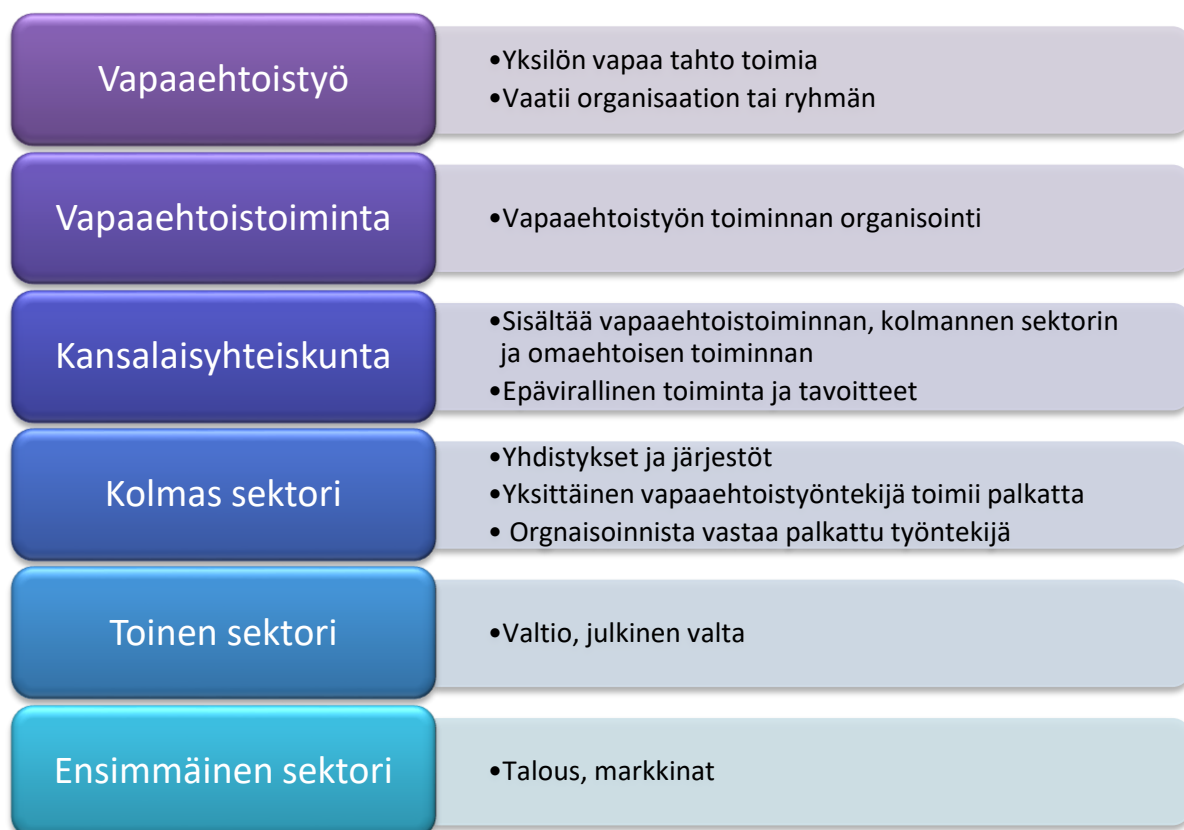 Vapaaehtoistyö
•Yksilön vapaa tahto toimia
•Vaatii organisaation tai ryhmän
Vapaaehtoistoiminta
•Vapaaehtoistyön toiminnan organisointi
Kansalaisyhteiskunta
•Sisältää vapaaehtoistoiminnan, kolmannen sektorin
ja omaehtoisen toiminnan
•Epävirallinen toiminta ja tavoitteet
Kolmas sektori
•Yhdistykset ja järjestöt
•Yksittäinen vapaaehtoistyöntekijä toimii palkatta
• Orgnaisoinnista vastaa palkattu työntekijä
Toinen sektori
•Valtio, julkinen valta
Ensimmäinen sektori
•Talous, markkinat